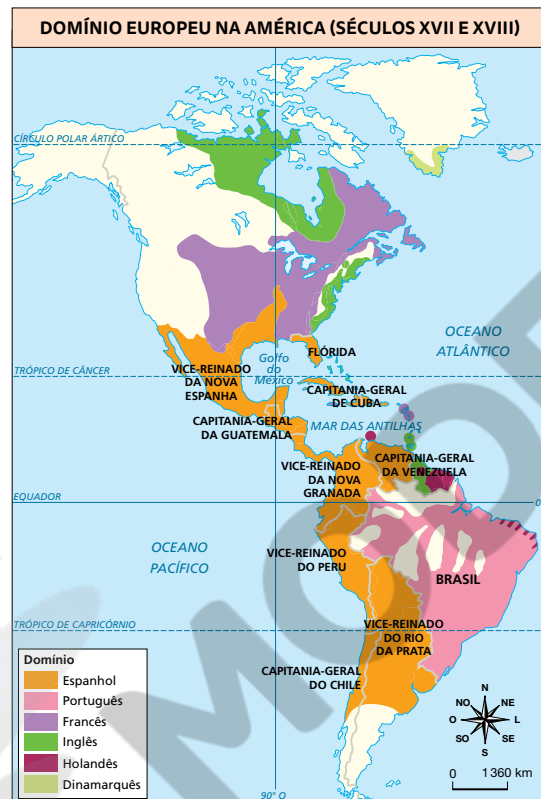 DOMÍNIO EUROPEU NA AMÉRICA (SÉCULOS XVII E XVIII)
CÍRCULO POLAR ÁRTICO
OCEANO
ATLÂNTICO
Golfo
do
México
FLÓRIDA
TRÓPICO DE CÂNCER
VICE-REINADO
DA NOVA
ESPANHA
CAPITANIA-GERAL
DE CUBA
CAPITANIA-GERAL
DA GUATEMALA
MAR DAS ANTILHAS
VICE-REINADO
DA NOVA
GRANADA
CAPITANIA-GERAL
DA VENEZUELA
EQUADOR
0
OCEANO
PACÍFICO
VICE-REINADO
DO PERU
BRASIL
TRÓPICO DE CAPRICÓRNIO
VICE-REINADO
DO RIO
DA PRATA
CAPITANIA-GERAL
DO CHILE
Domínio
Espanhol
Português
Francês
Inglês
Holandês
Dinamarquês
N
NO
NE
O
L
SO
SE
S
0 1 360 km
90° O